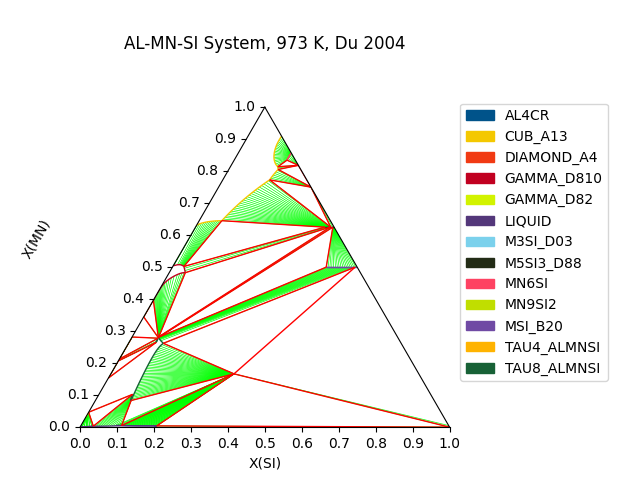 AL-MN-SI System, 973 K, Du 2004
1.0
0.9
0.8
0.7
0.6
0.5
0.4
0.3
0.2
0.1
0.0
X(MN)
0.0 0.1 0.2 0.3 0.4 0.5 0.6 0.7 0.8 0.9 1.0
X(SI)
AL4CR
CUB_A13
DIAMOND_A4
GAMMA_D810
GAMMA_D82
LIQUID
M3SI_D03
M5SI3_D88
MN6SI
MN9SI2
MSI_B20
TAU4_ALMNSI
TAU8_ALMNSI